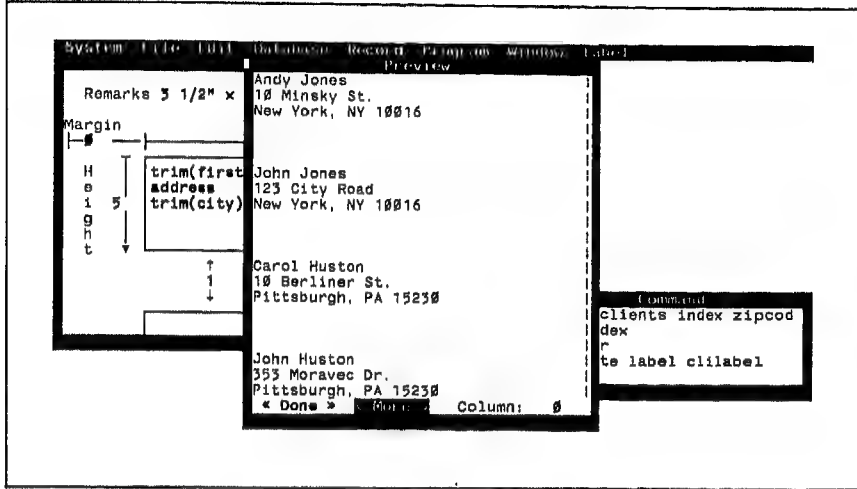 System File Edit Database Record Program Window Label
Preview
Andy Jones
10 Minsky St.
New York, NY 10016
John Jones
123 City Road
New York, NY 10016
Carol Huston
10 Berliner St.
Pittsburgh, PA 15230
John Huston
353 Moravec Dr.
Pittsburgh, PA 15230
« Done » « More » Column: 0
Remarks 3 1/2" x
Margin
0
Height
5
trim(first
address
trim(city)
1
Command
clients index zipcod
dex
r
te label clilabel